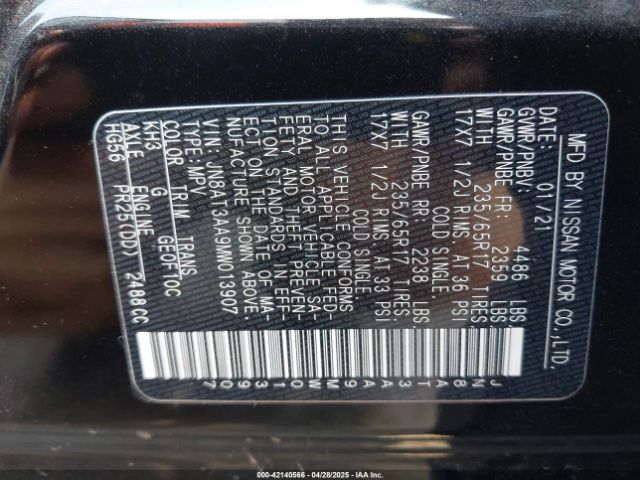 MFD BY NISSAN MOTOR CO.,LTD.
01/21
GVWR/PNBV: 4486 LBS
GAWR/PNBE FR: 2359 LBS
WITH 235/65R17 TIRES,
17X7 1/2J RIMS, AT 36 PSI
COLD SINGLE
GAWR/PNBE RR: 2238 LBS
WITH 235/65R17 TIRES,
17X7 1/2J RIMS, AT 33 PSI
COLD SINGLE.
THIS VEHICLE CONFORMS
TO ALL APPLICABLE FED-
ERAL MOTOR VEHICLE SA-
FETY AND THEFT PREVEN-
TION STANDARDS IN EFF-
ECT ON THE DATE OF MA-
NUFACTURE SHOWN ABOVE.
VIN: JN8AT3AA9MW013907
TYPE: MPV
COLOR TRIM TRANS
KH3 G GE0F10C
AXLE ENGINE
HG56 PR25(DD) 2488CC
JN8AT3AA9MW013907
000-42140566 04/28/2025 IAA Inc.